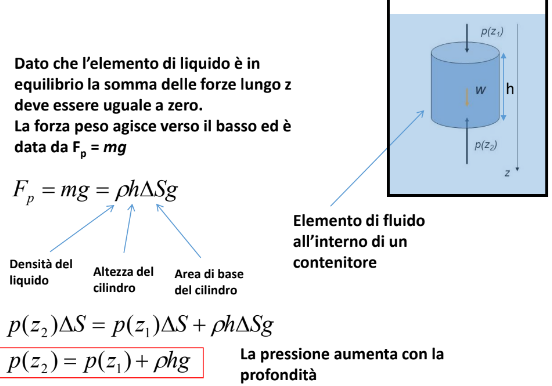 Dato che l'elemento di liquido è in
equilibrio la somma delle forze lungo z
deve essere uguale a zero.
La forza peso agisce verso il basso ed è
data da Fₚ = mg
Fₚ = mg = ρhΔSg
Densità del
liquido
Altezza del
cilindro
Area di base
del cilindro
p(z₂)ΔS = p(z₁)ΔS + ρhΔSg
p(z₂) = p(z₁) + ρhg
La pressione aumenta con la
profondità
p(z₁)
w
h
p(z₂)
z
Elemento di fluido
all'interno di un
contenitore